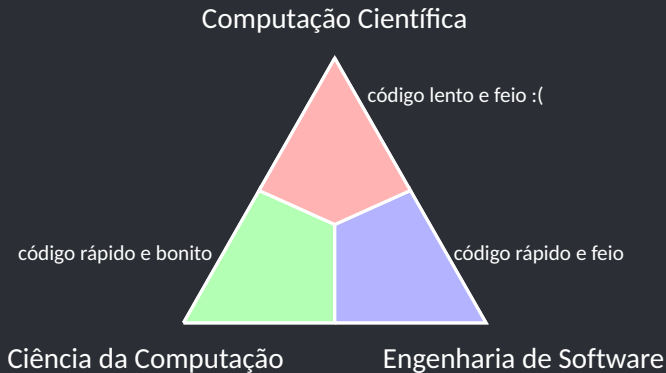 Computação Científica
código lento e feio :(
código rápido e bonito
código rápido e feio
Ciência da Computação
Engenharia de Software